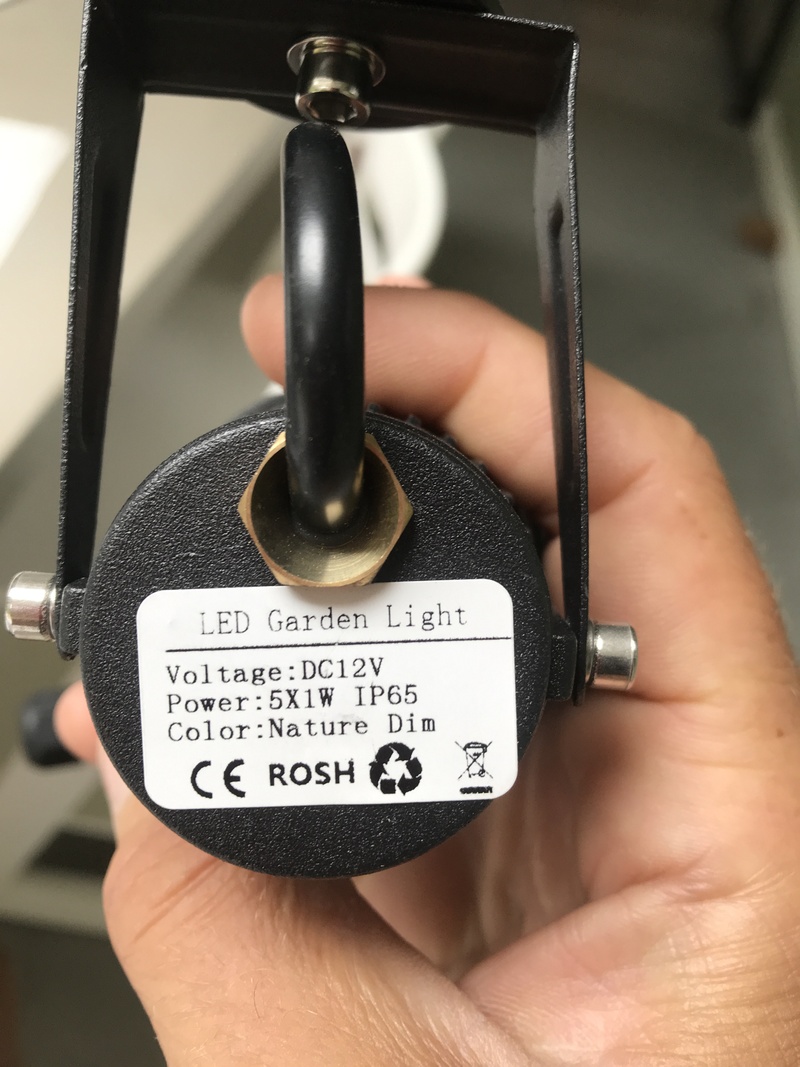 LED Garden Light
Voltage:DC12V
Power:5X1W IP65
Color:Nature Dim
CE ROSH